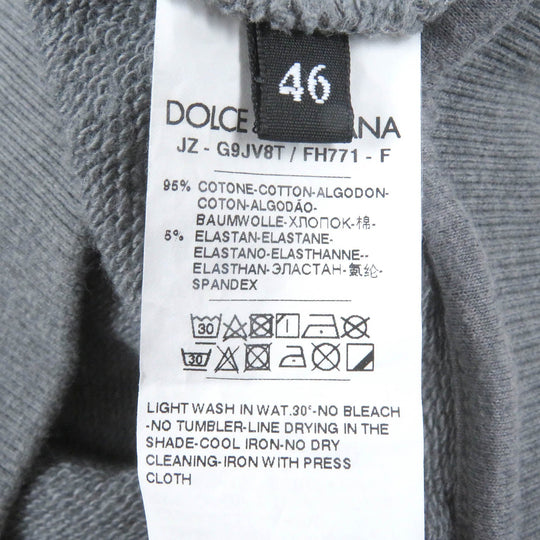 46
DOLCE ANA
JZ - G9JV8T / FH771 - F
95% COTONE-COTTON-ALGODON-
COTON-ALGODÃO-
BAUMWOLLE-ХЛОПОК-棉-
5% ELASTAN-ELASTANE-
ELASTANO-ELASTHANNE--
ELASTHAN-ЭЛАСТАН-氨纶-
SPANDEX
30
30
LIGHT WASH IN WAT.30°-NO BLEACH
-NO TUMBLER-LINE DRYING IN THE
SHADE-COOL IRON-NO DRY
CLEANING-IRON WITH PRESS
CLOTH